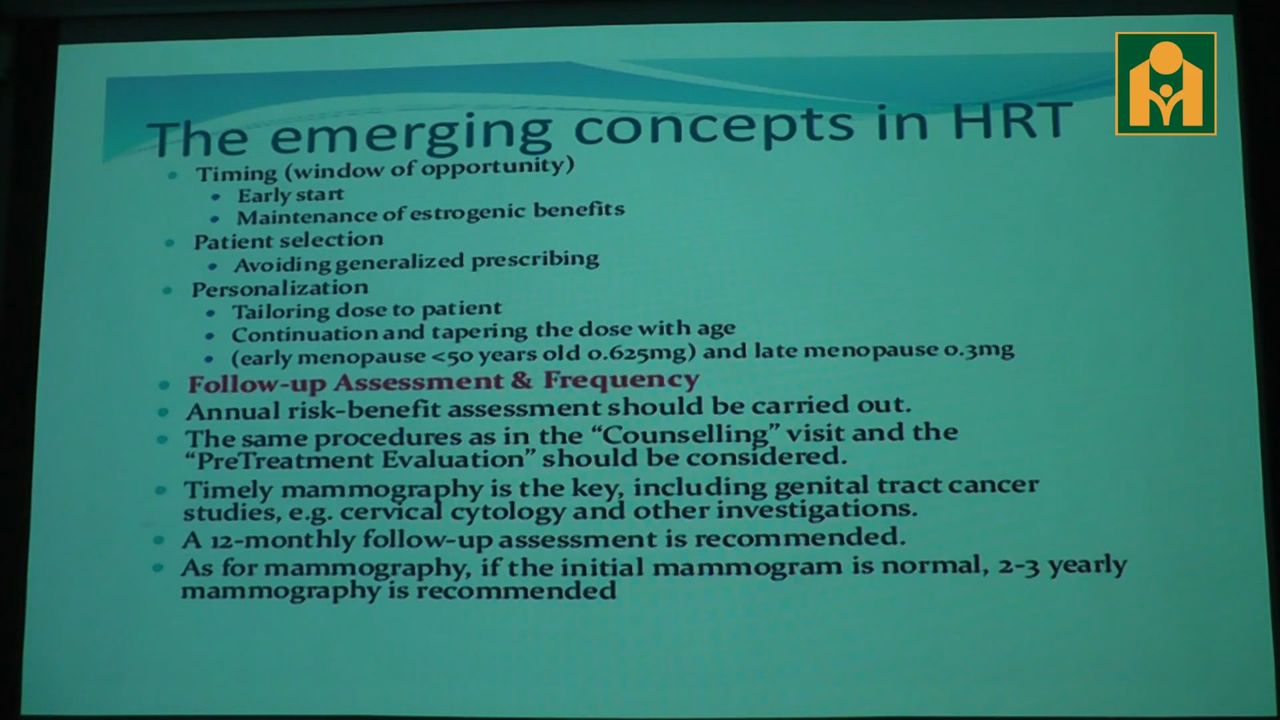 The emerging concepts in HRT
Timing (window of opportunity)
Early start
Maintenance of estrogenic benefits
Patient selection
Avoiding generalized prescribing
Personalization
Tailoring dose to patient
Continuation and tapering the dose with age
(early menopause <50 years old 0.625mg) and late menopause 0.3mg
Follow-up Assessment & Frequency
Annual risk-benefit assessment should be carried out.
The same procedures as in the “Counselling” visit and the
“PreTreatment Evaluation” should be considered.
Timely mammography is the key, including genital tract cancer
studies, e.g. cervical cytology and other investigations.
A 12-monthly follow-up assessment is recommended.
As for mammography, if the initial mammogram is normal, 2-3 yearly
mammography is recommended